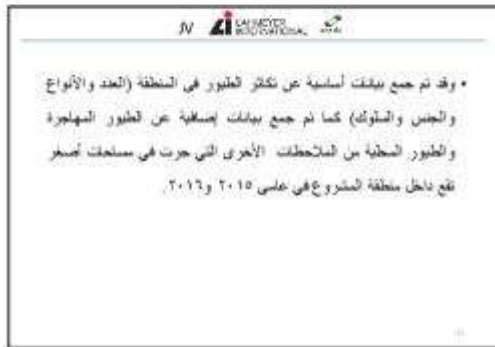 JV LAHMEYER INTERNATIONAL
• وقد تم جمع بيانات أساسية عن تكاثر الطيور في المنطقة (العدد والأنواع
والجنس والسلوك) كما تم جمع بيانات إضافية عن الطيور المهاجرة
والطيور المحلية من الملاحظات الأخرى التي جرت في مساحات أصغر
تقع داخل منطقة المشروع في عامى ٢٠١٥ و٢٠١٦.